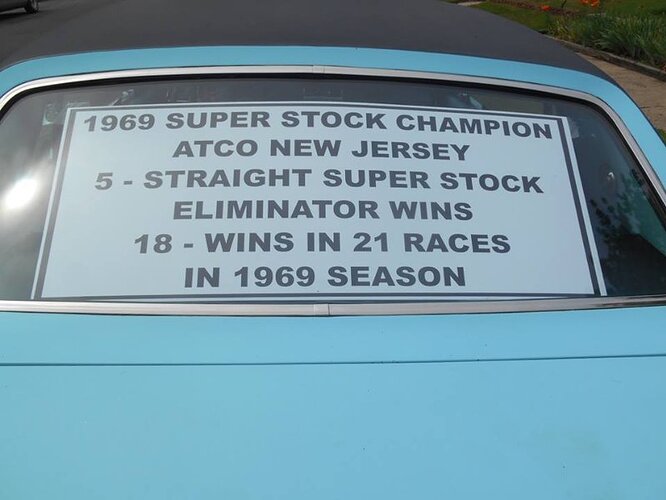 1969 SUPER STOCK CHAMPION
ATCO NEW JERSEY
5 - STRAIGHT SUPER STOCK
ELIMINATOR WINS
18 - WINS IN 21 RACES
IN 1969 SEASON